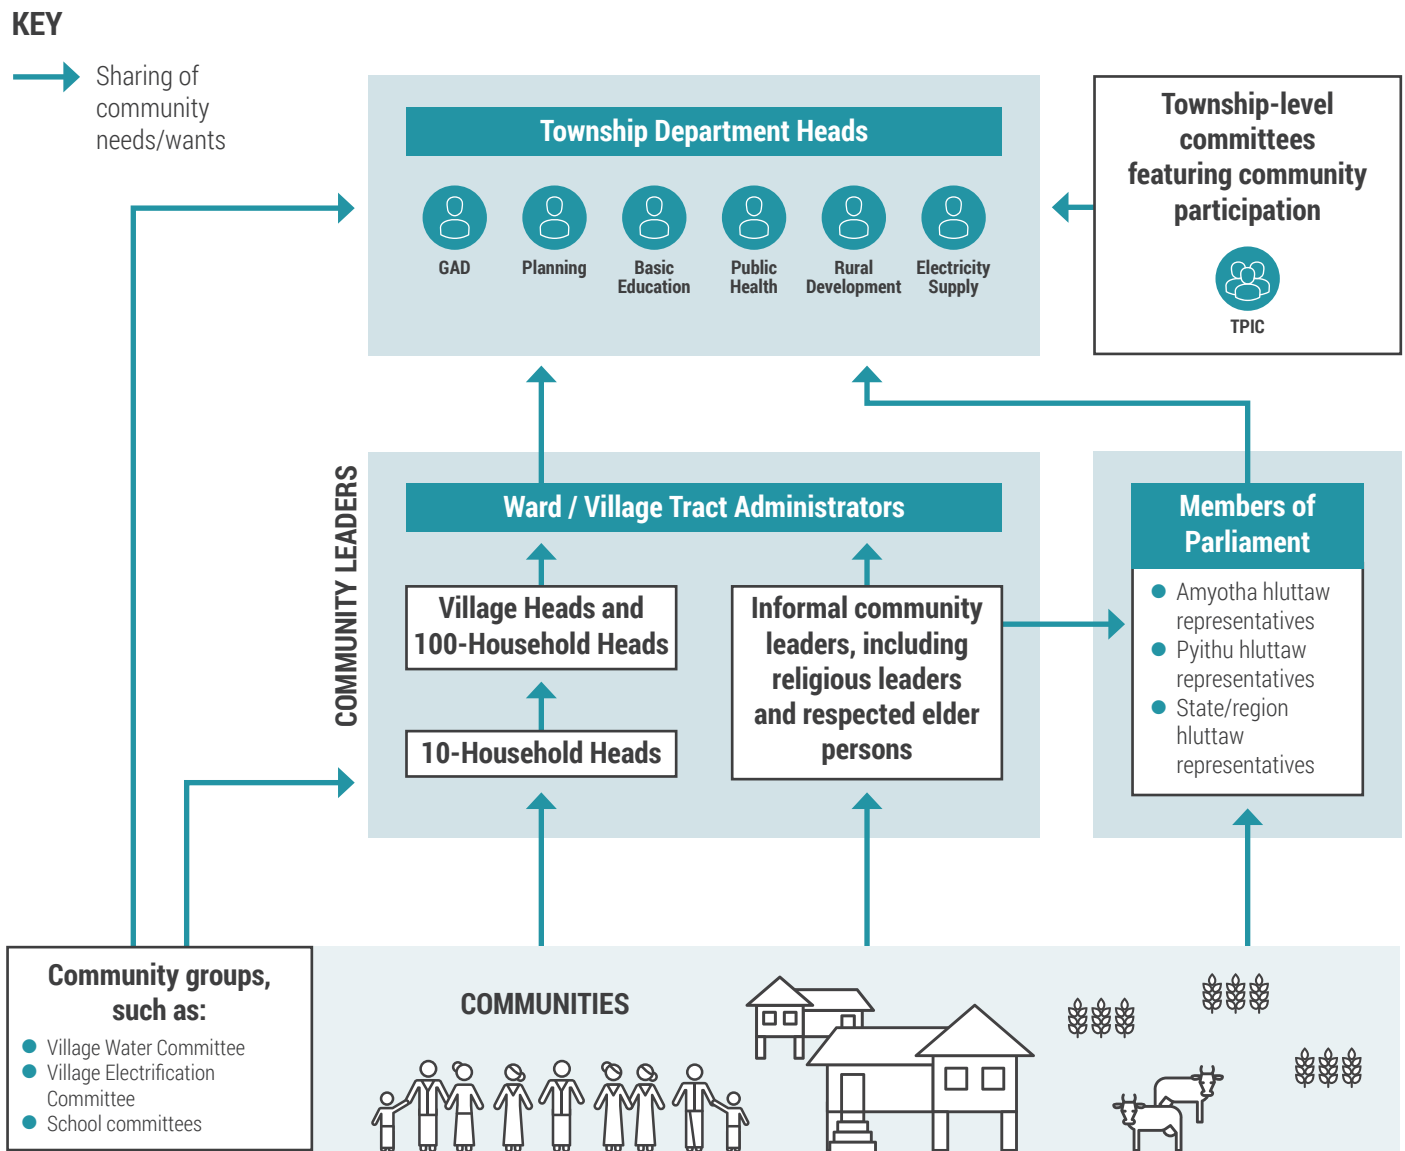 KEY
Sharing of
community
needs/wants
Township Department Heads
GAD
Planning
Basic
Education
Public
Health
Rural
Development
Electricity
Supply
Township-level
committees
featuring community
participation
TPIC
COMMUNITY LEADERS
Ward / Village Tract Administrators
Village Heads and
100-Household Heads
10-Household Heads
Informal community
leaders, including
religious leaders
and respected elder
persons
Members of
Parliament
Amyotha hluttaw
representatives
Pyithu hluttaw
representatives
State/region
hluttaw
representatives
Community groups,
such as:
Village Water Committee
Village Electrification
Committee
School committees
COMMUNITIES